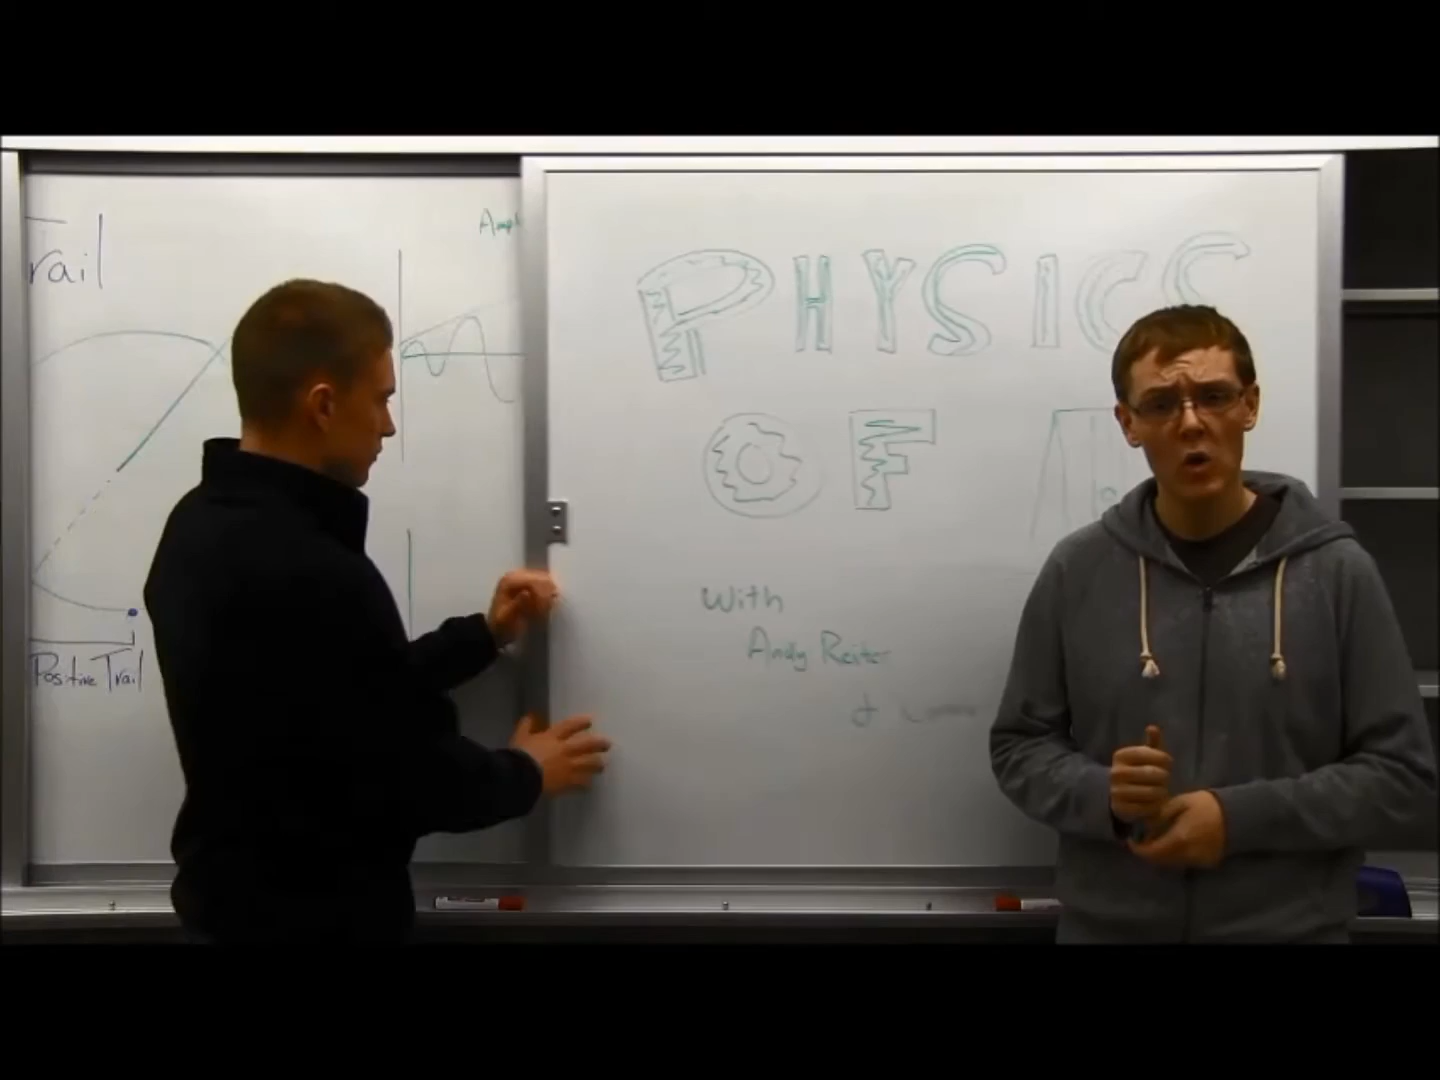 Trail
Ampl
Positive Trail
PHYSICS
OF
With
Andy Reiter
&